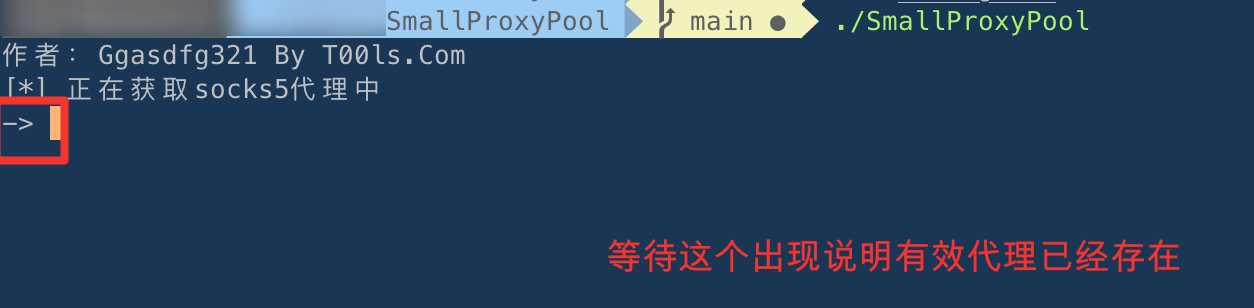 SmallProxyPool main ● ./SmallProxyPool
作者: Ggasdfg321 By T00ls.Com
[*] 正在获取socks5代理中
->
等待这个出现说明有效代理已经存在